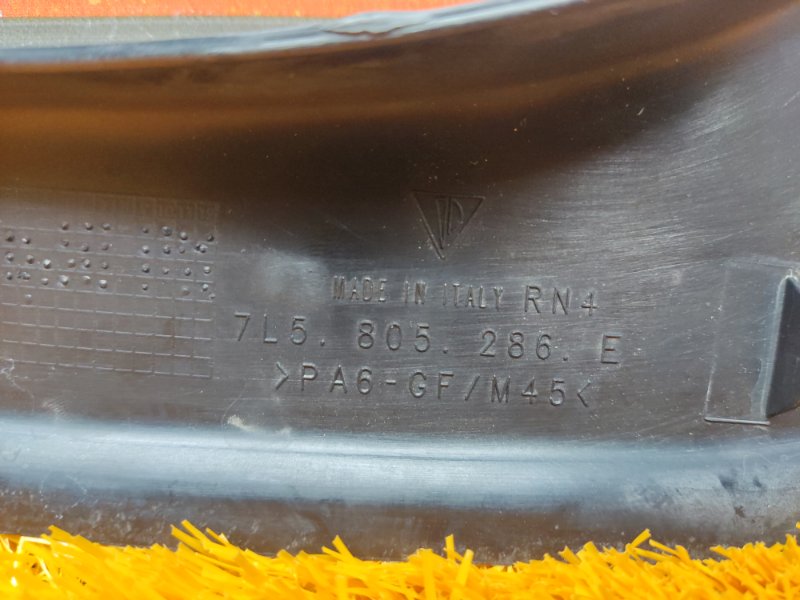 MADE IN ITALY RN4
7L5. 805. 286. E
>PA6-GF/M45<